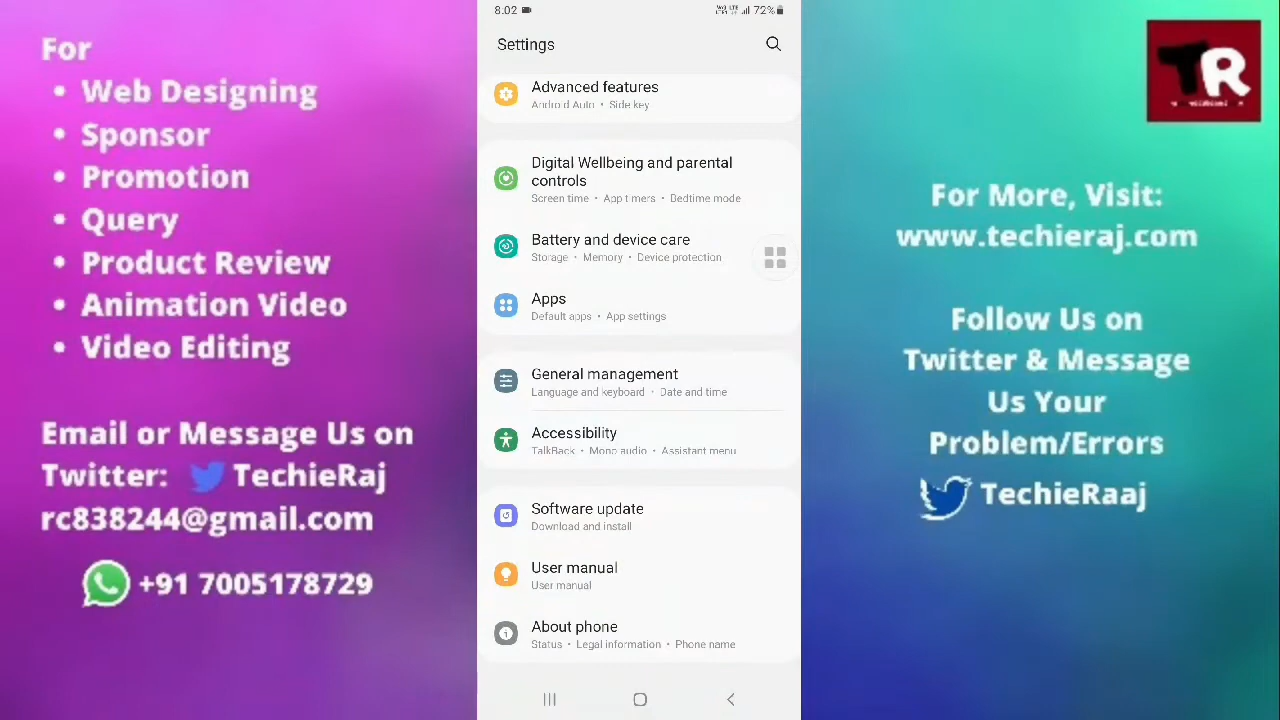 For
• Web Designing
• Sponsor
• Promotion
• Query
• Product Review
• Animation Video
• Video Editing
Email or Message Us on
Twitter: TechieRaj
rc838244@gmail.com
+91 7005178729
8:02
72%
Settings
Advanced features
Android Auto • Side key
Digital Wellbeing and parental
controls
Screen time • App timers • Bedtime mode
Battery and device care
Storage • Memory • Device protection
Apps
Default apps • App settings
General management
Language and keyboard • Date and time
Accessibility
TalkBack • Mono audio • Assistant menu
Software update
Download and install
User manual
User manual
About phone
Status • Legal information • Phone name
TR
For More, Visit:
www.techieraj.com
Follow Us on
Twitter & Message
Us Your
Problem/Errors
TechieRaaj